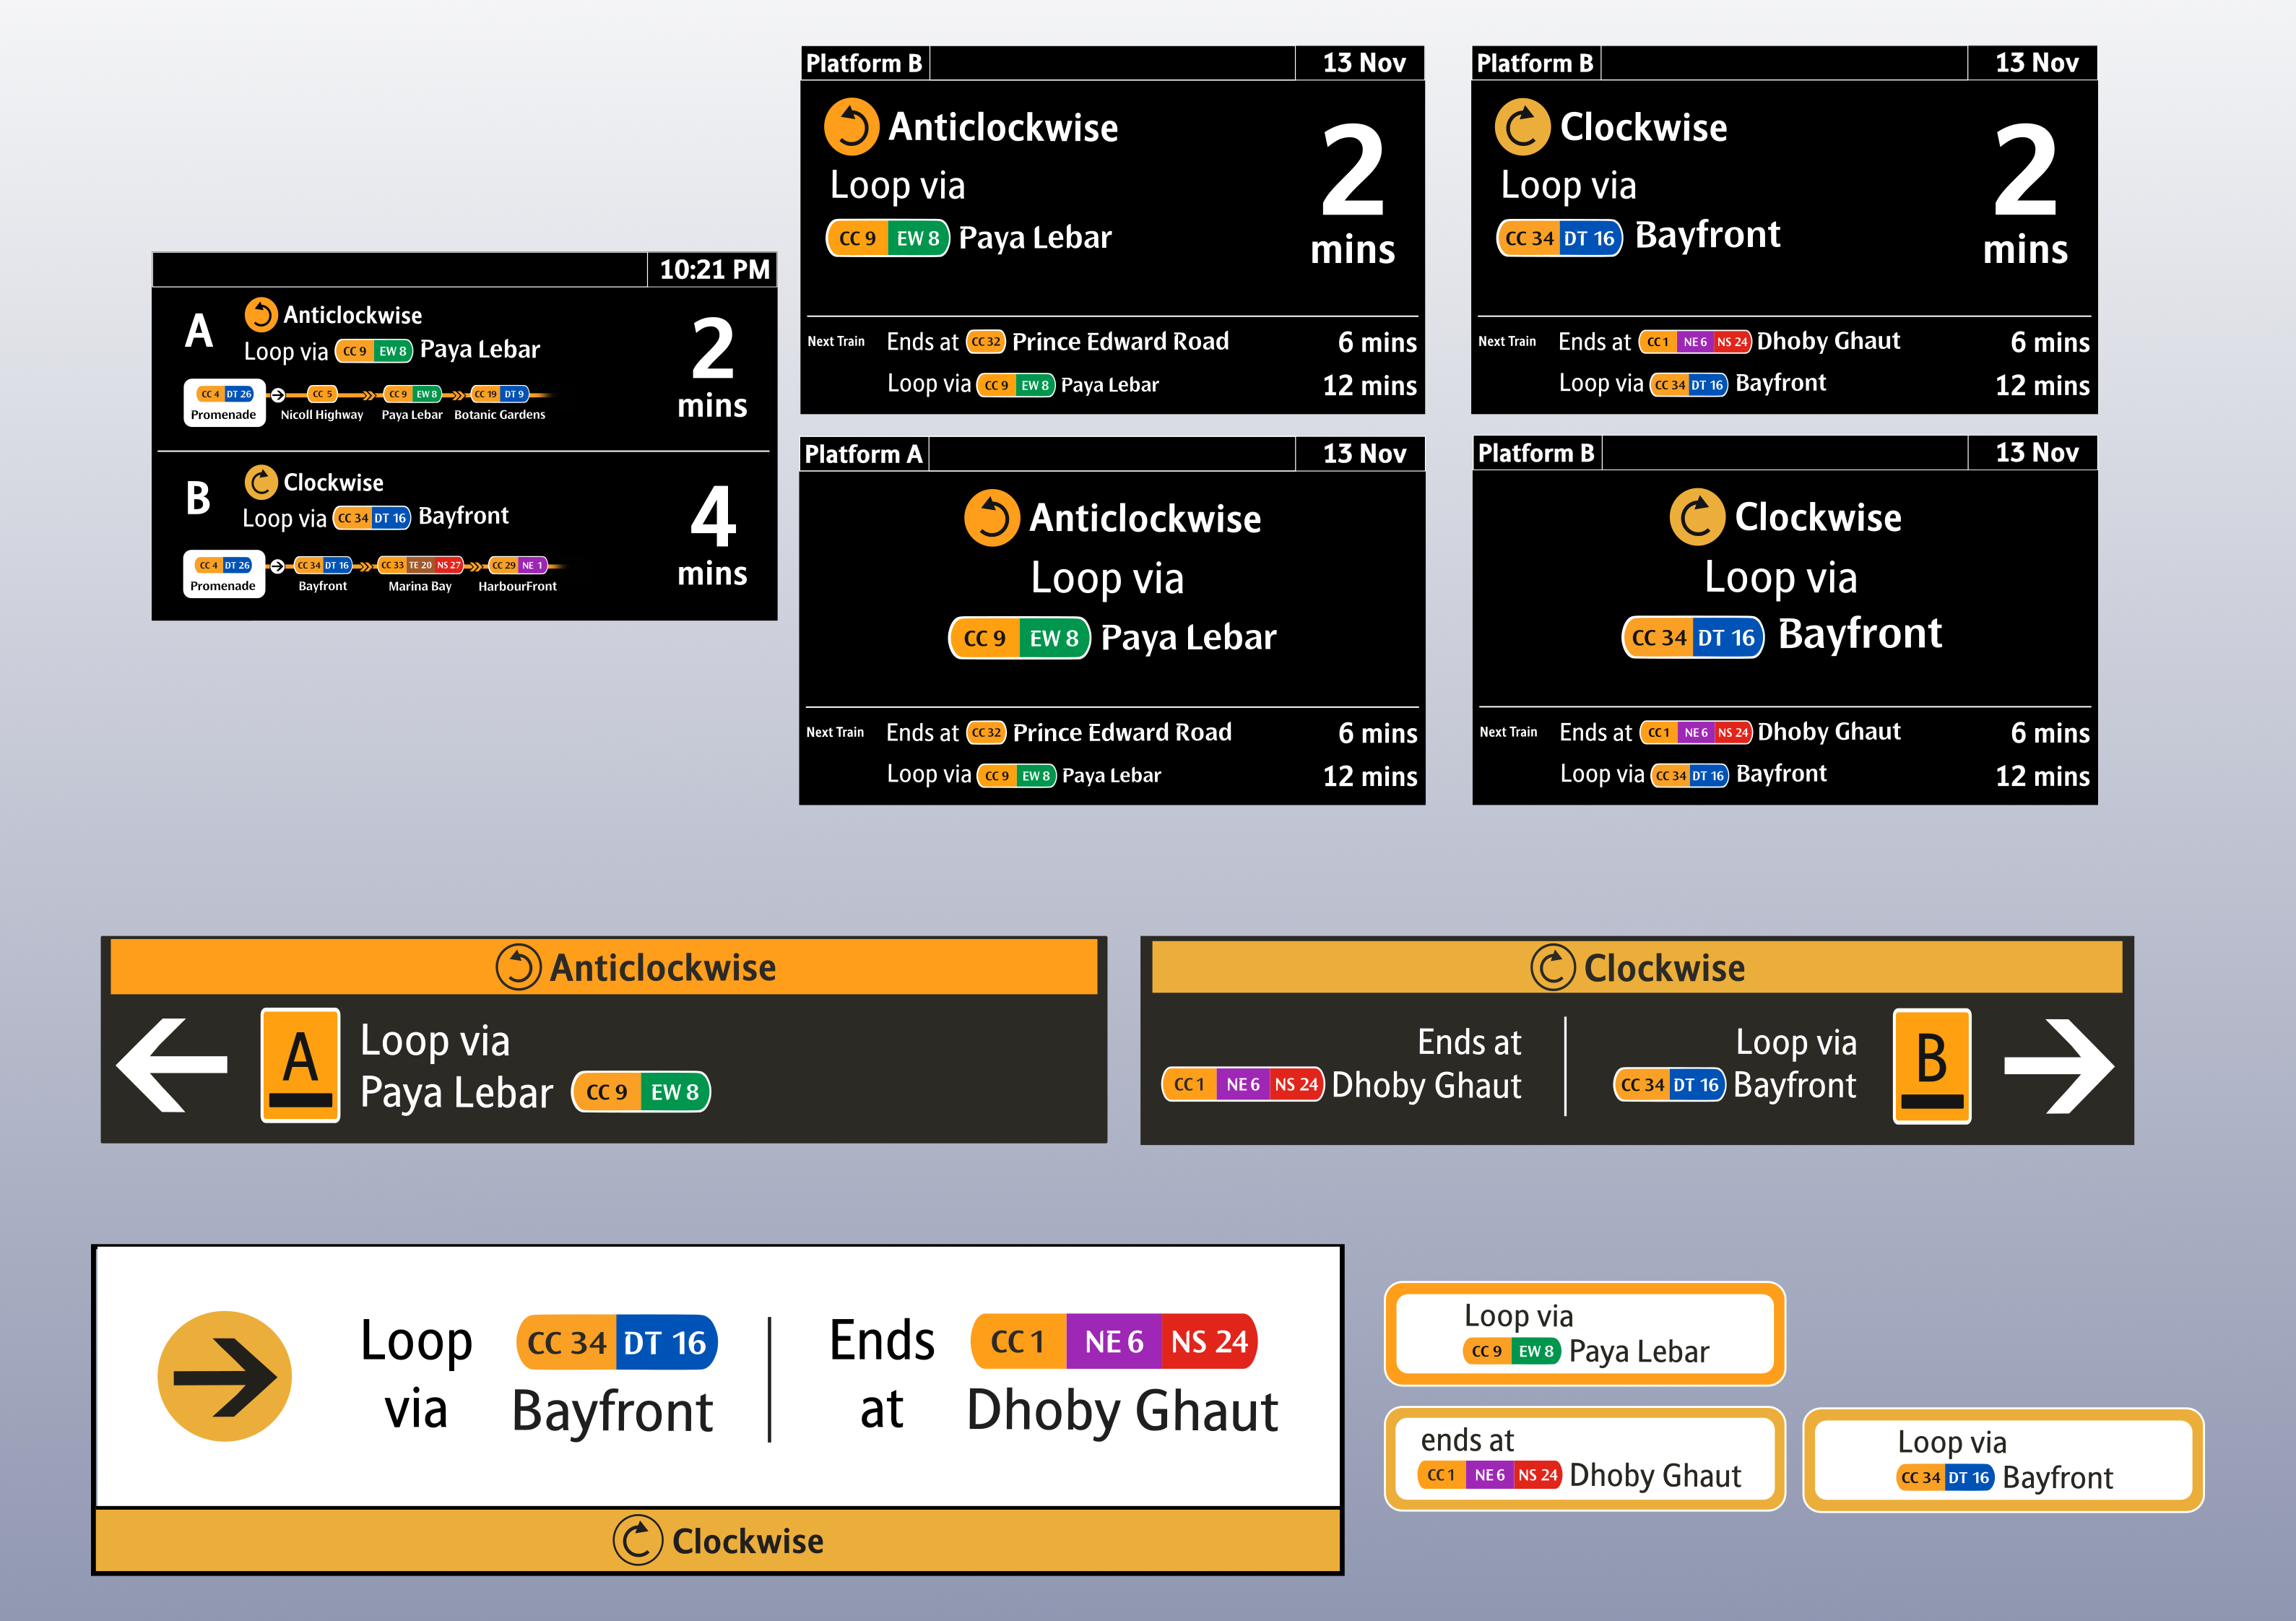 10:21 PM
A
Anticlockwise
Loop via CC 9 EW 8 Paya Lebar
2
mins
CC 4 DT 26 CC 5 CC 9 EW 8 CC 19 DT 9
Promenade Nicoll Highway Paya Lebar Botanic Gardens
B
Clockwise
Loop via CC 34 DT 16 Bayfront
4
mins
CC 4 DT 26 CC 34 DT 16 CC 33 TE 20 NS 27 CC 29 NE 1
Promenade Bayfront Marina Bay HarbourFront
Platform B 13 Nov
Anticlockwise
Loop via
CC 9 EW 8 Paya Lebar
2
mins
Next Train Ends at CC 32 Prince Edward Road 6 mins
Loop via CC 9 EW 8 Paya Lebar 12 mins
Platform B 13 Nov
Clockwise
Loop via
CC 34 DT 16 Bayfront
2
mins
Next Train Ends at CC 1 NE 6 NS 24 Dhoby Ghaut 6 mins
Loop via CC 34 DT 16 Bayfront 12 mins
Platform A 13 Nov
Anticlockwise
Loop via
CC 9 EW 8 Paya Lebar
Next Train Ends at CC 32 Prince Edward Road 6 mins
Loop via CC 9 EW 8 Paya Lebar 12 mins
Platform B 13 Nov
Clockwise
Loop via
CC 34 DT 16 Bayfront
Next Train Ends at CC 1 NE 6 NS 24 Dhoby Ghaut 6 mins
Loop via CC 34 DT 16 Bayfront 12 mins
Anticlockwise
A
Loop via
Paya Lebar CC 9 EW 8
Clockwise
Ends at
CC 1 NE 6 NS 24 Dhoby Ghaut
Loop via
CC 34 DT 16 Bayfront
B
Loop via
CC 34 DT 16
Bayfront
Ends at
CC 1 NE 6 NS 24
Dhoby Ghaut
Clockwise
Loop via
CC 9 EW 8 Paya Lebar
ends at
CC 1 NE 6 NS 24 Dhoby Ghaut
Loop via
CC 34 DT 16 Bayfront